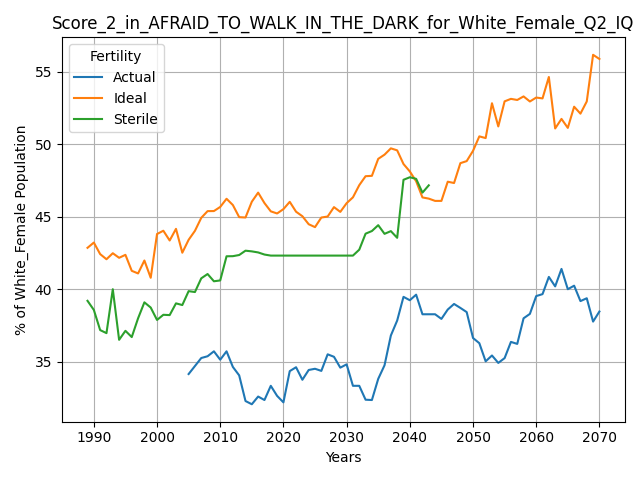 Score_2_in_AFRAID_TO_WALK_IN_THE_DARK_for_White_Female_Q2_IQ
Fertility
Actual
Ideal
Sterile
% of White_Female Population
55
50
45
40
35
1990 2000 2010 2020 2030 2040 2050 2060 2070
Years